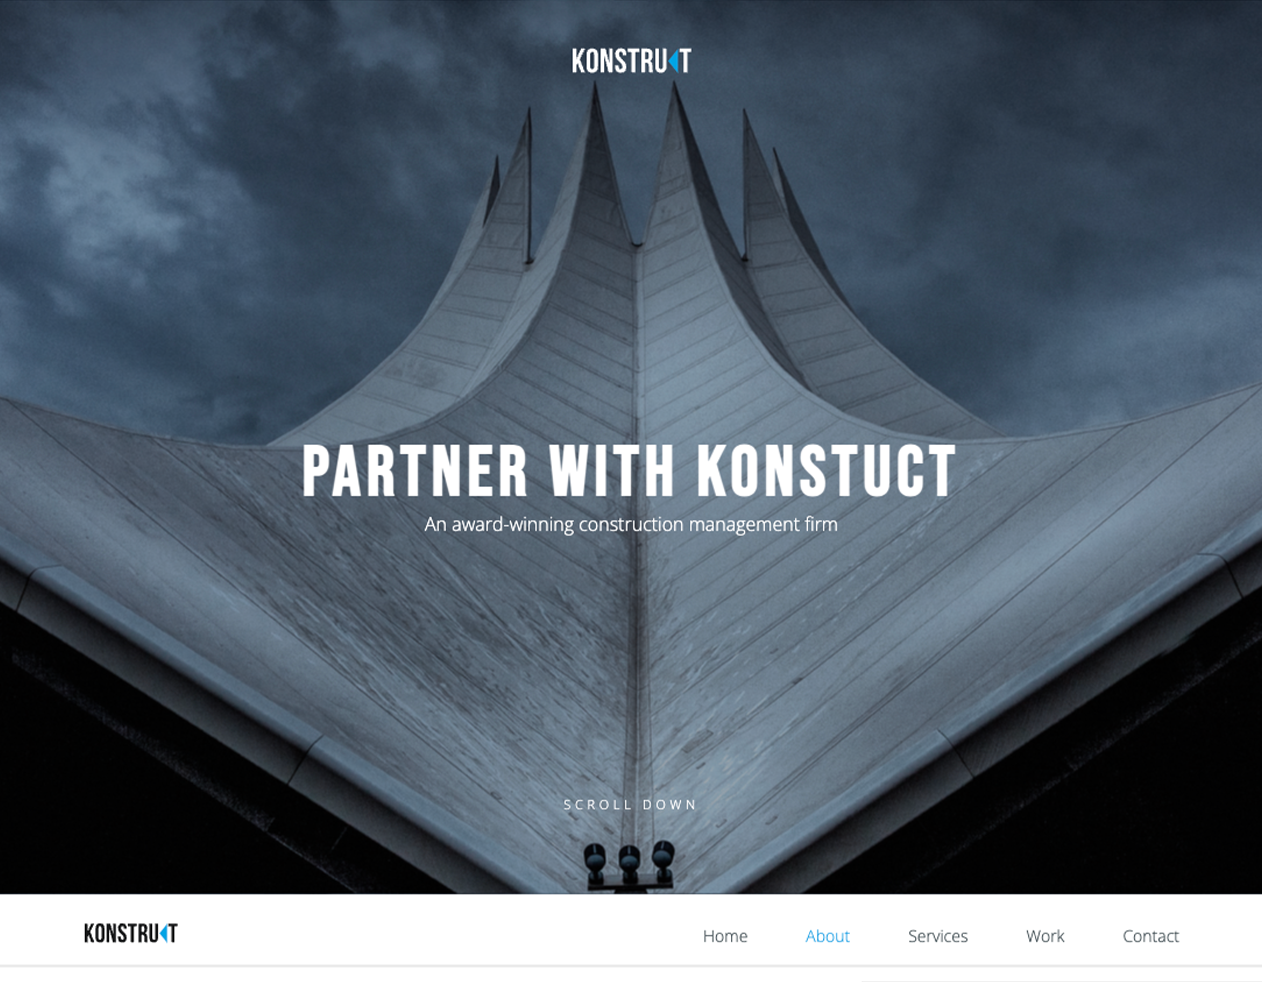 KONSTRUCT
PARTNER WITH KONSTUCT
An award-winning construction management firm
SCROLL DOWN
KONSTRUCT
Home About Services Work Contact